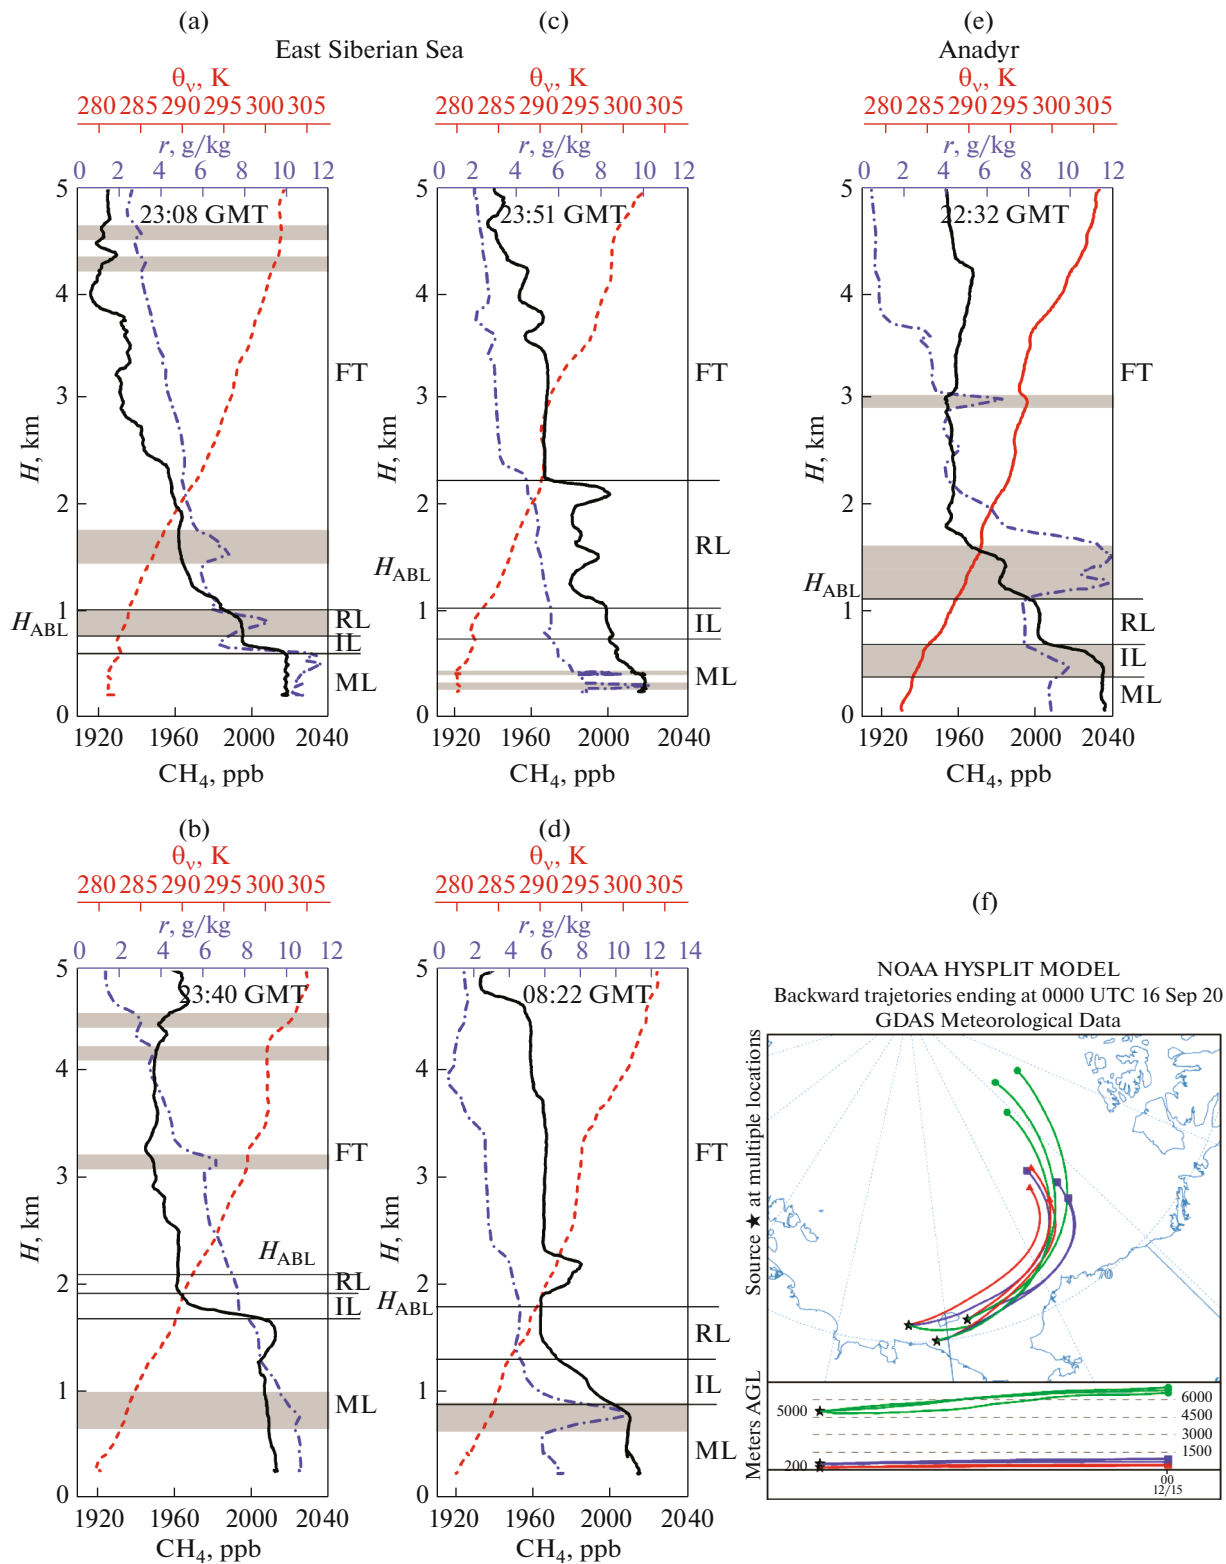 (a)
(c)
(e)
East Siberian Sea
Anadyr
θv, K
280 285 290 295 300 305
r, g/kg
0 2 4 6 8 10 12
23:08 GMT
5
4
3
2
1
0
H, km
HABL
FT
RL
IL
ML
1920 1960 2000 2040
CH4, ppb
θv, K
280 285 290 295 300 305
r, g/kg
0 2 4 6 8 10 12
23:51 GMT
5
4
3
2
1
0
H, km
HABL
FT
RL
IL
ML
1920 1960 2000 2040
CH4, ppb
θv, K
280 285 290 295 300 305
r, g/kg
0 2 4 6 8 10 12
22:32 GMT
5
4
3
2
1
0
H, km
HABL
FT
RL
IL
ML
1920 1960 2000 2040
CH4, ppb
(b)
θv, K
280 285 290 295 300 305
r, g/kg
0 2 4 6 8 10 12
23:40 GMT
5
4
3
2
1
0
H, km
HABL
FT
RL
IL
ML
1920 1960 2000 2040
CH4, ppb
(d)
θv, K
280 285 290 295 300 305
r, g/kg
0 2 4 6 8 10 12 14
08:22 GMT
5
4
3
2
1
0
H, km
HABL
FT
RL
IL
ML
1920 1960 2000 2040
CH4, ppb
(f)
NOAA HYSPLIT MODEL
Backward trajetories ending at 0000 UTC 16 Sep 20
GDAS Meteorological Data
Source ★ at multiple locations
70
Meters AGL
5000
200
6000
4500
3000
1500
00
12/15